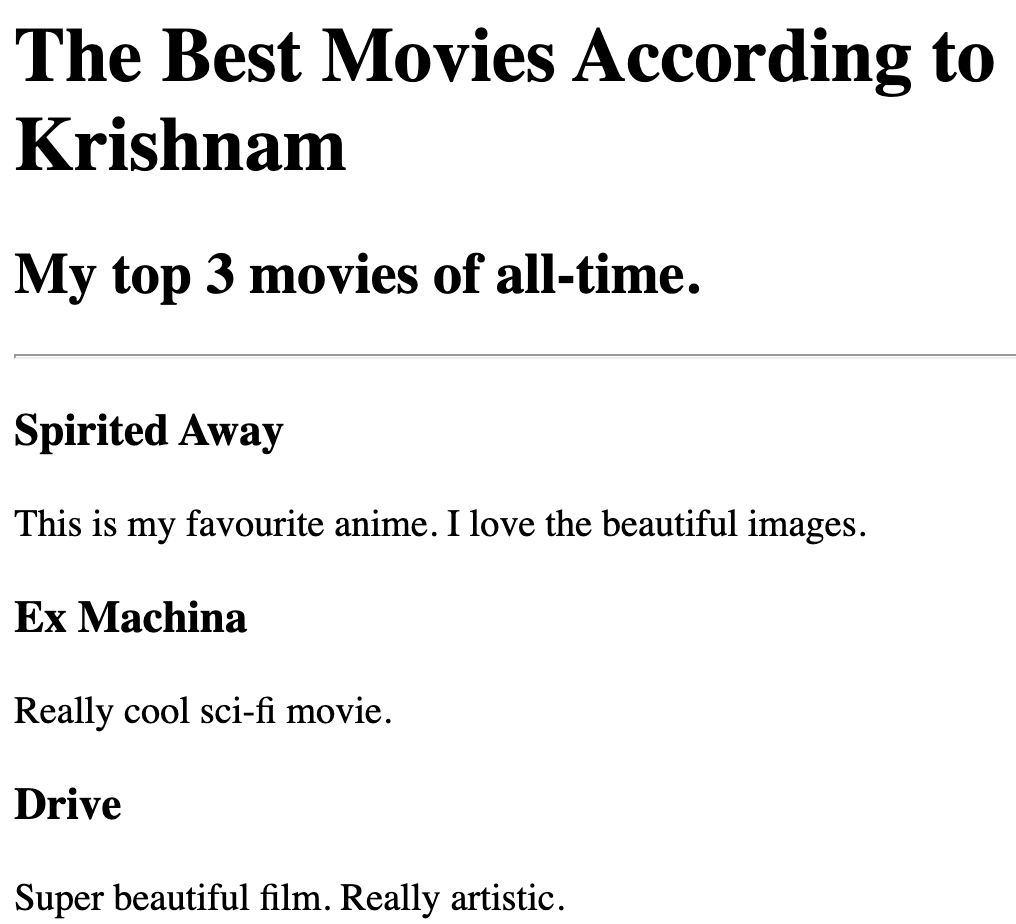 The Best Movies According to
Krishnam
My top 3 movies of all-time.
Spirited Away
This is my favourite anime. I love the beautiful images.
Ex Machina
Really cool sci-fi movie.
Drive
Super beautiful film. Really artistic.